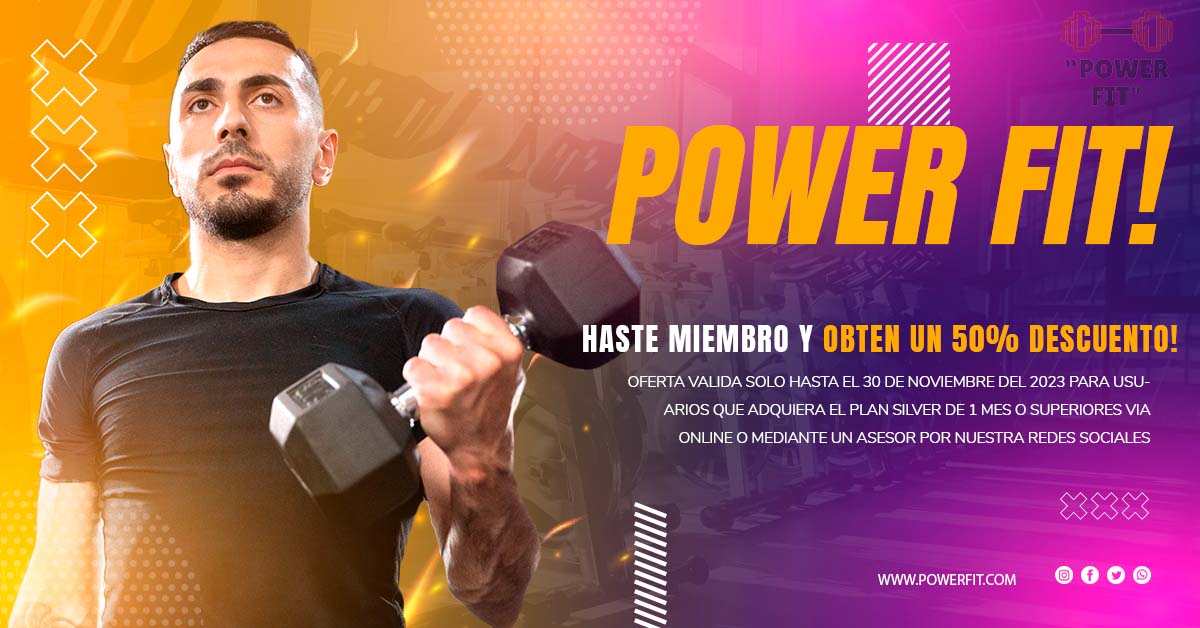 "POWER
FIT"
POWER FIT!
HASTE MIEMBRO Y OBTEN UN 50% DESCUENTO!
OFERTA VALIDA SOLO HASTA EL 30 DE NOVIEMBRE DEL 2023 PARA USU-
ARIOS QUE ADQUIERA EL PLAN SILVER DE 1 MES O SUPERIORES VIA
ONLINE O MEDIANTE UN ASESOR POR NUESTRA REDES SOCIALES
WWW.POWERFIT.COM